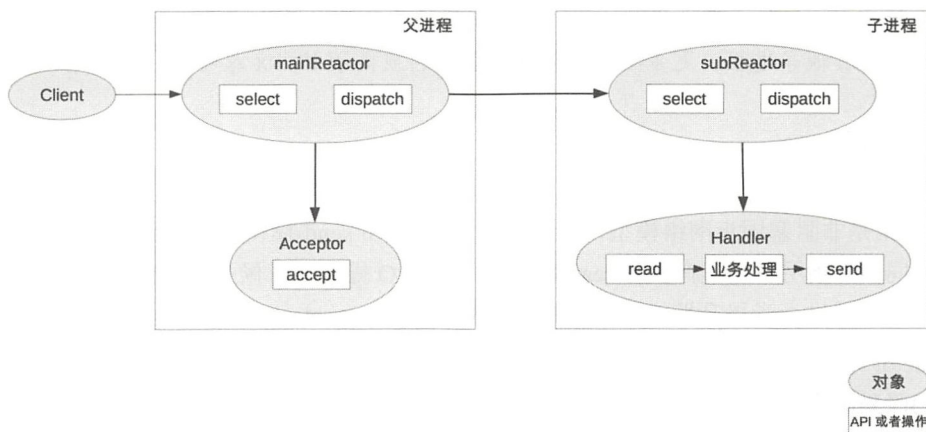 父进程
子进程
mainReactor
subReactor
Client
select
dispatch
select
dispatch
Acceptor
accept
Handler
read
业务处理
send
对象
API 或者操作